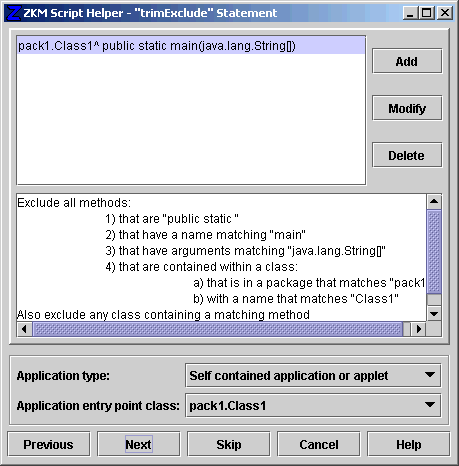 ZKM Script Helper - "trimExclude" Statement
pack1.Class1^ public static main(java.lang.String[])
Add
Modify
Delete
Exclude all methods:
1) that are "public static "
2) that have a name matching "main"
3) that have arguments matching "java.lang.String[]"
4) that are contained within a class:
a) that is in a package that matches "pack1
b) with a name that matches "Class1"
Also exclude any class containing a matching method
Application type: Self contained application or applet
Application entry point class: pack1.Class1
Previous Next Skip Cancel Help